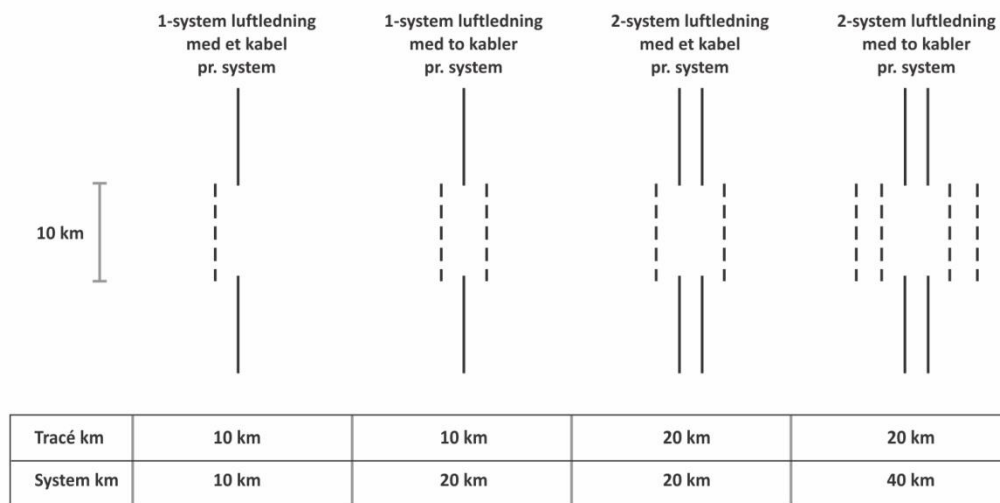 1-system luftledning
med et kabel
pr. system
1-system luftledning
med to kabler
pr. system
2-system luftledning
med et kabel
pr. system
2-system luftledning
med to kabler
pr. system
10 km
Tracé km 10 km 10 km 20 km 20 km
System km 10 km 20 km 20 km 40 km